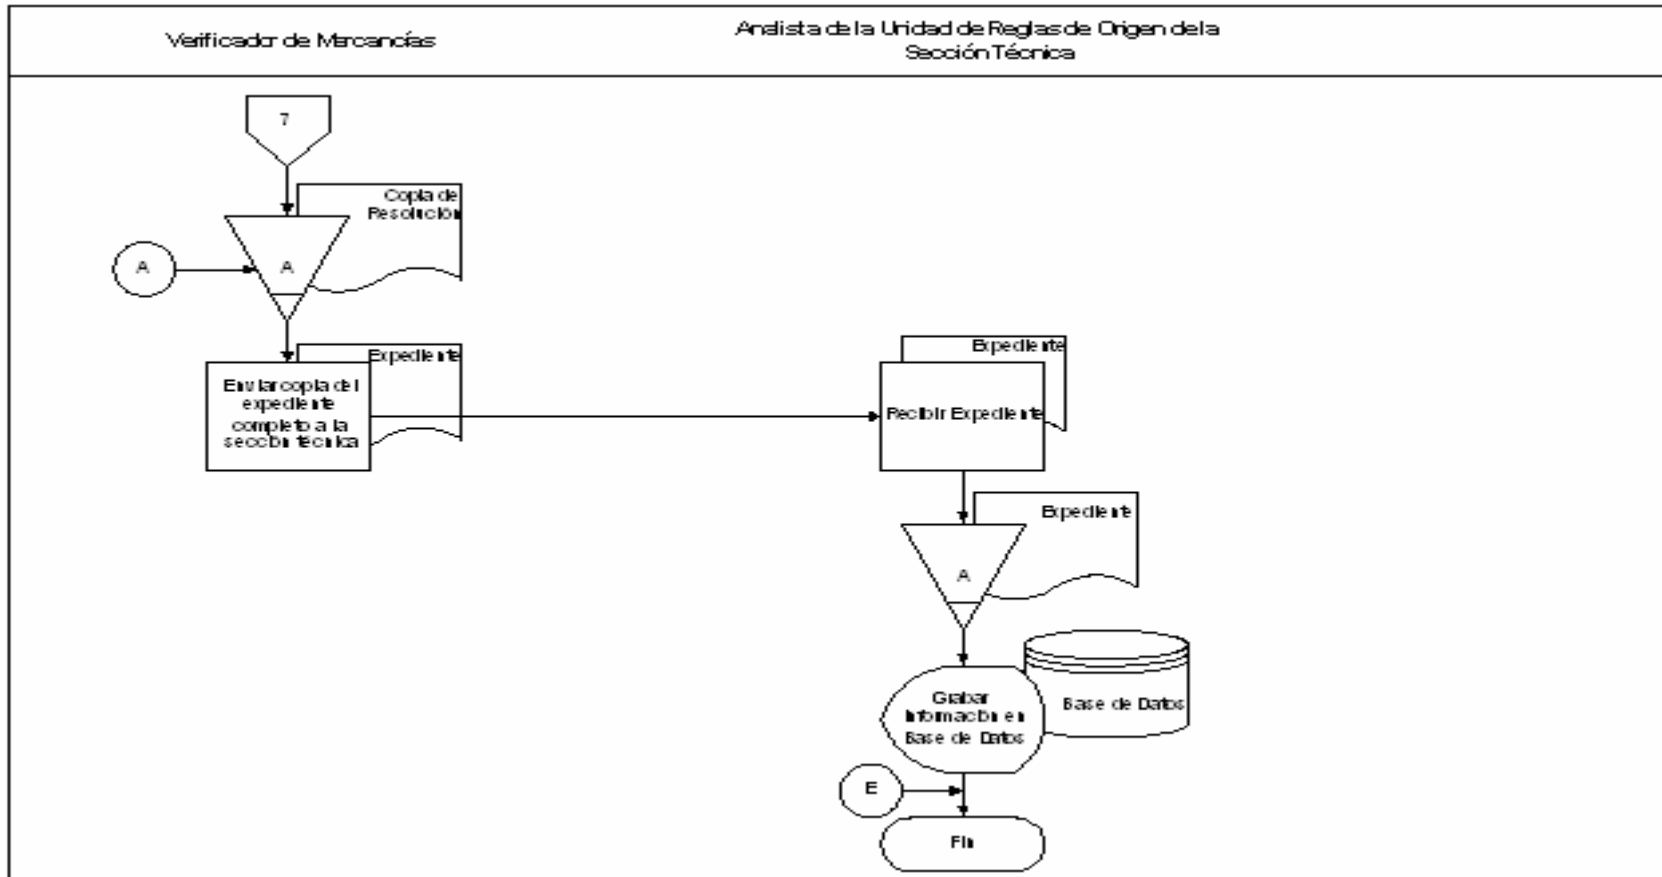 Verificador de Mercancías
Analista de la Unidad de Reglas de Origen de la
Sección Técnica
7
Copia de
Resolución
A
A
Expediente
Enviar copia del
expediente
completo a la
sección técnica
Expediente
Recibir Expediente
Expediente
A
Grabar
Información en
Base de Datos
Base de Datos
E
Fin